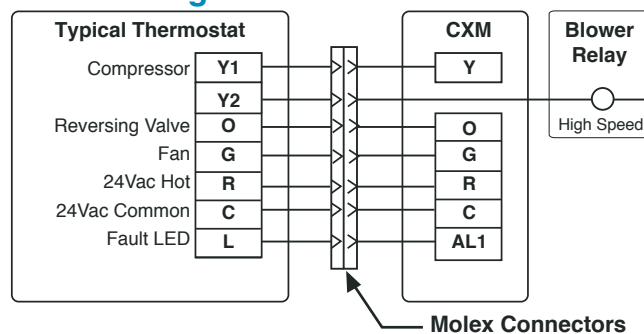 Typical Thermostat
CXM
Blower
Relay
Compressor Y1
Y
Y2
High Speed
Reversing Valve O
O
Fan G
G
24Vac Hot R
R
24Vac Common C
C
Fault LED L
AL1
Molex Connectors